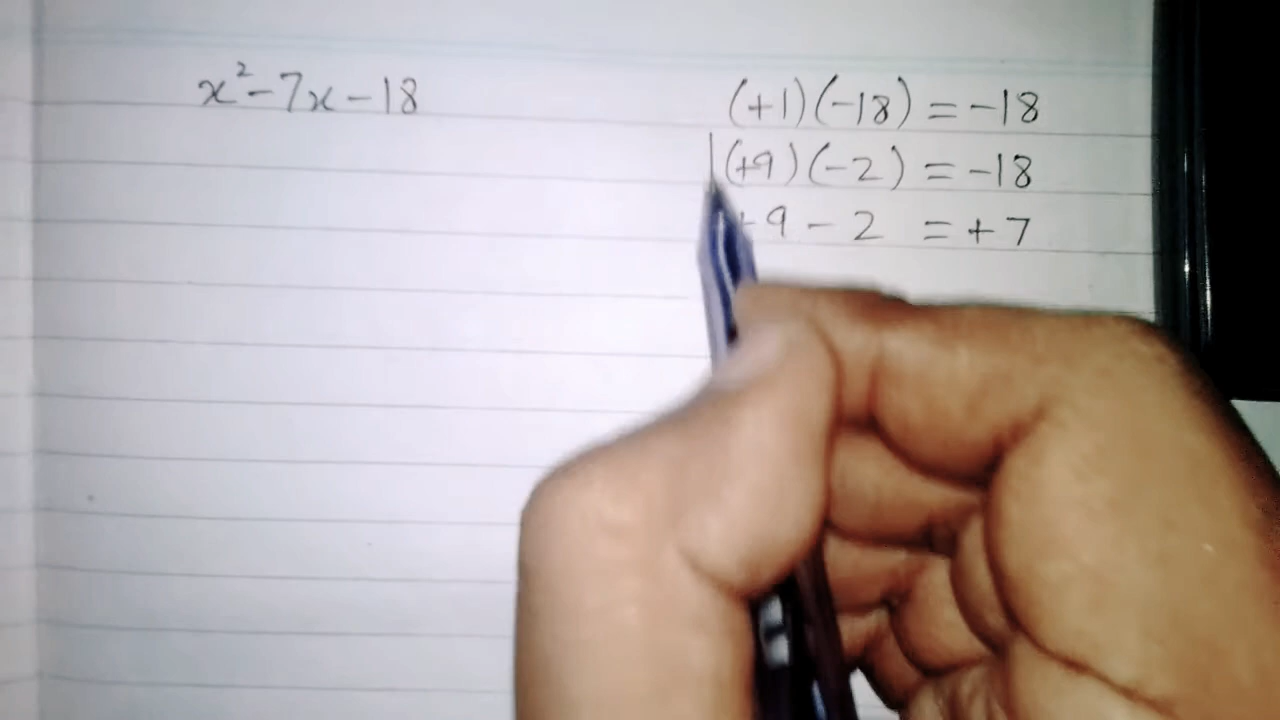 x² - 7x - 18
(+1)(-18) = -18
(+9)(-2) = -18
+9 - 2 = +7